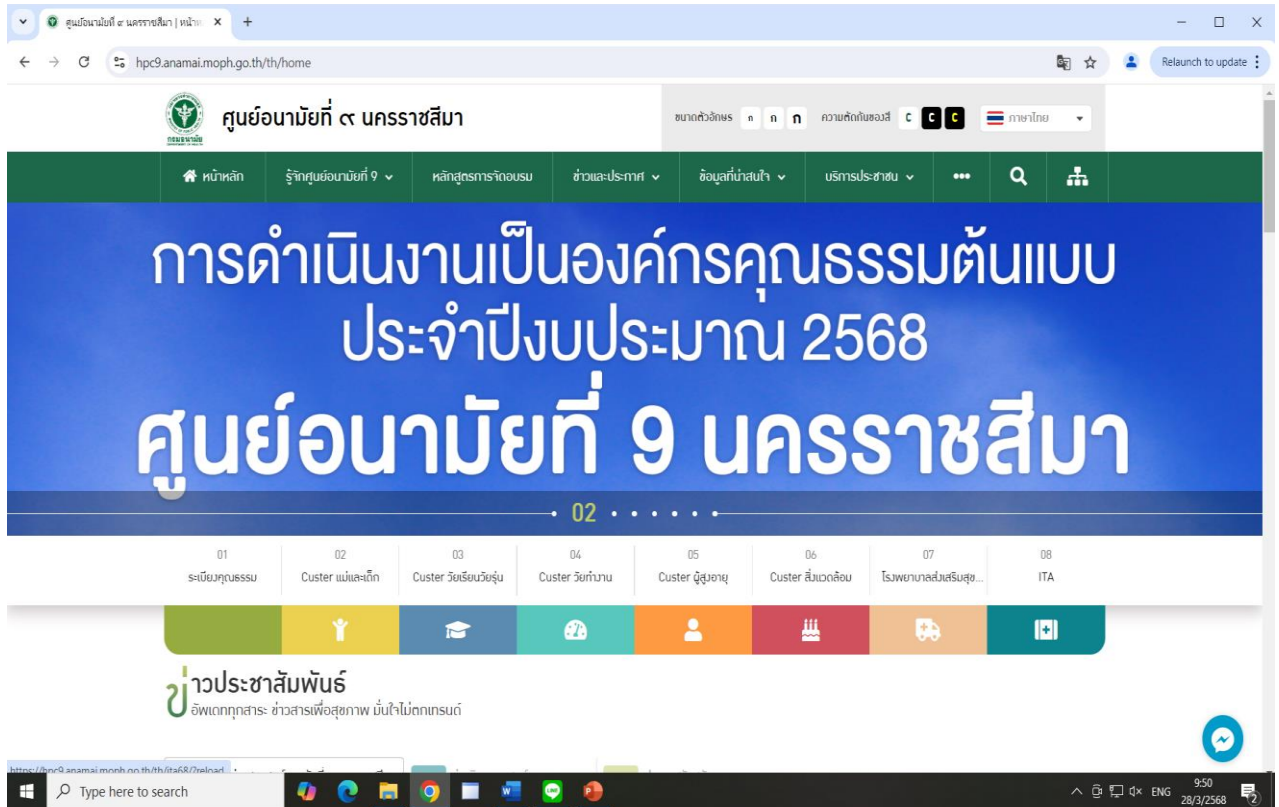 ศูนย์อนามัยที่ ๙ นครราชสีมา | หน้าห
hpc9.anamai.moph.go.th/th/home
Relaunch to update
กรมอนามัย
ศูนย์อนามัยที่ ๙ นครราชสีมา
ขนาดตัวอักษร ก ก ก ความตัดกันของสี C C C ภาษาไทย
หน้าหลัก รู้จักศูนย์อนามัยที่ 9 หลักสูตรการจัดอบรม ข่าวและประกาศ ข้อมูลที่น่าสนใจ บริการประชาชน
การดำเนินงานเป็นองค์กรคุณธรรมต้นแบบ
ประจำปีงบประมาณ 2568
ศูนย์อนามัยที่ 9 นครราชสีมา
02
01 02 03 04 05 06 07 08
ระเบียงคุณธรรม Custer แม่และเด็ก Custer วัยเรียนวัยรุ่น Custer วัยทำงาน Custer ผู้สูงอายุ Custer สิ่งแวดล้อม โรงพยาบาลส่งเสริมสุข... ITA
ข่าวประชาสัมพันธ์
อัพเดททุกสาระ ข่าวสารเพื่อสุขภาพ มั่นใจไม่ตกเทรนด์
https://hpc9.anamai.moph.go.th/th/ita68/?reload
Type here to search
ENG
9:50
28/3/2568
2